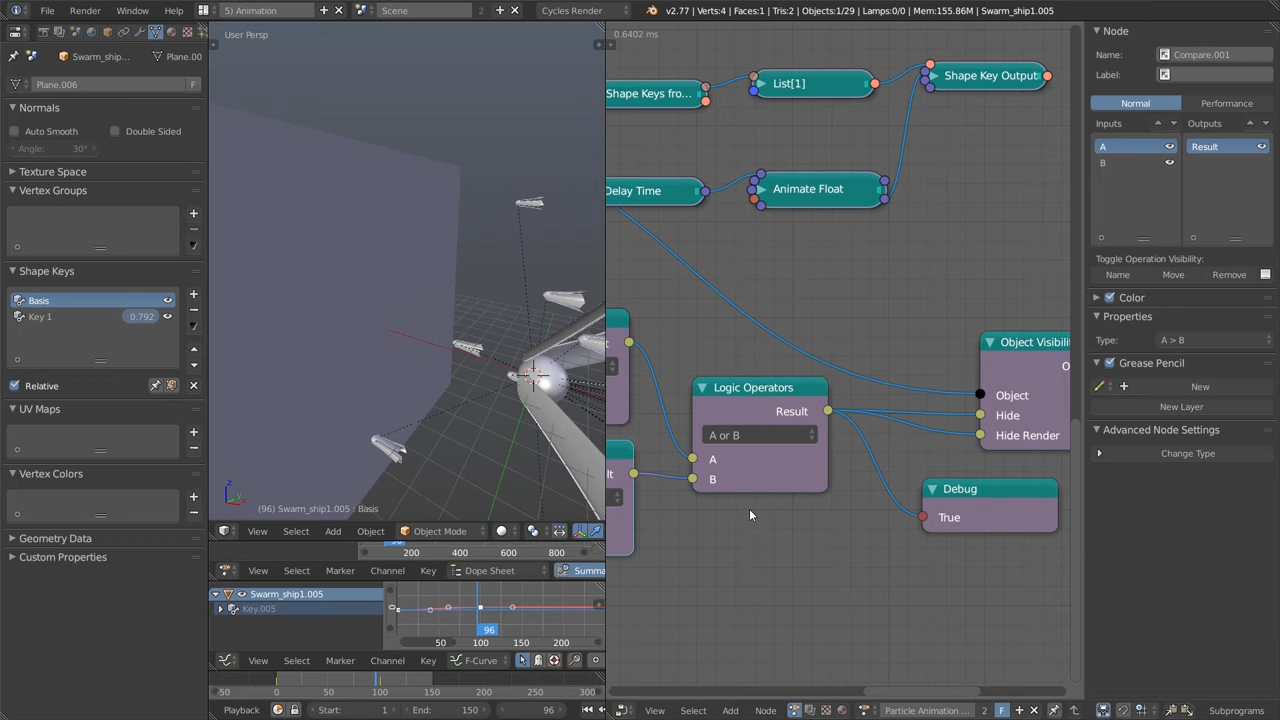 File
Render
Window
Help
5) Animation
Scene
2
Cycles Render
v2.77 | Verts:4 | Faces:1 | Tris:2 | Objects:1/29 | Lamps:0/0 | Mem:155.86M | Swarm_ship1.005
Swarm_ship...
Plane.00
Plane.006
F
Normals
Auto Smooth
Double Sided
Angle: 30°
Texture Space
Vertex Groups
Shape Keys
Basis
Key 1
0.792
Relative
UV Maps
Vertex Colors
Geometry Data
Custom Properties
User Persp
z
(96) Swarm_ship1.005 : Basis
View
Select
Add
Object
Object Mode
200
400
600
800
View
Select
Marker
Channel
Key
Dope Sheet
Summa
Swarm_ship1.005
Key.005
96
50
100
150
200
View
Select
Marker
Channel
Key
F-Curve
-50
0
50
100
150
200
250
300
Playback
Start: 1
End: 150
96
0.6402 ms
Shape Keys fro...
List[1]
Shape Key Output
Delay Time
Animate Float
Logic Operators
Result
A or B
A
B
lt
Object Visibili
O
Object
Hide
Hide Render
Debug
True
View
Select
Add
Node
Particle Animation ...
2
F
Subprograms
Node
Name:
Compare.001
Label:
Normal
Performance
Inputs
Outputs
A
Result
B
Toggle Operation Visibility:
Name
Move
Remove
Color
Properties
Type:
A > B
Grease Pencil
New
New Layer
Advanced Node Settings
Change Type